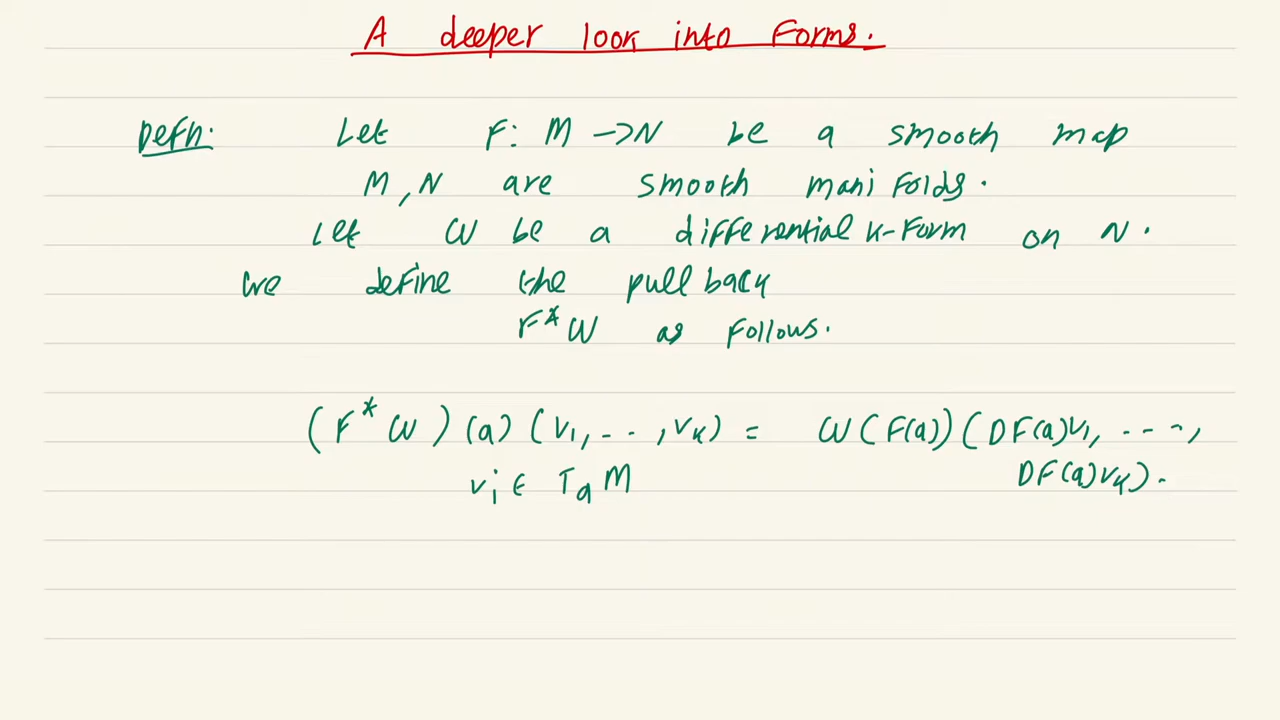 A deeper look into Forms.
Defn: Let F: M -> N be a smooth map
M, N are smooth manifolds.
Let ω be a differential k-form on N.
we define the pullback
F*ω as follows.
(F*ω)(a)(v₁, ..., vₖ) = ω(F(a))(DF(a)v₁, ....,
vᵢ ∈ TₐM DF(a)vₖ).